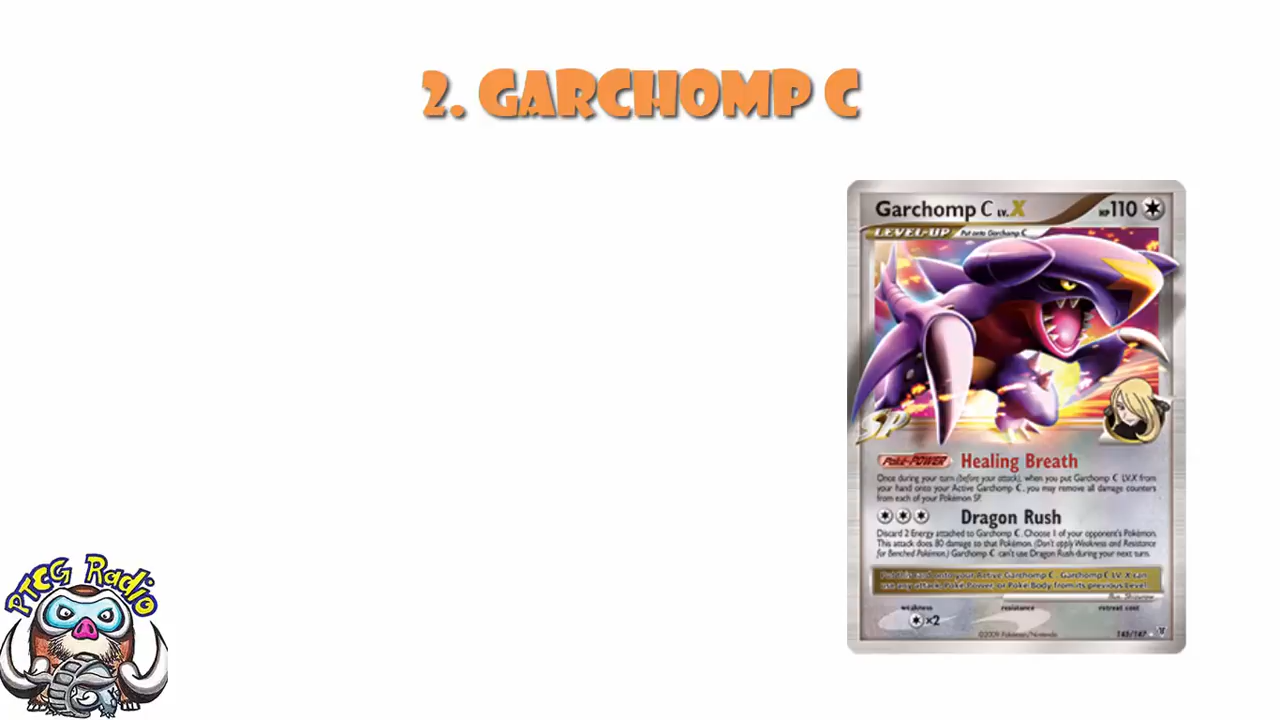 2. GARCHOMP C
Garchomp C LV.X
HP 110
LEVEL-UP Put onto Garchomp C
SP
Poké-POWER Healing Breath
Once during your turn (before your attack), when you put Garchomp C LV.X from
your hand onto your Active Garchomp C, you may remove all damage counters
from each of your Pokémon SP.
Dragon Rush
Discard 2 Energy attached to Garchomp C. Choose 1 of your opponent's Pokémon.
This attack does 80 damage to that Pokémon. (Don't apply Weakness and Resistance
for Benched Pokémon.) Garchomp C can't use Dragon Rush during your next turn.
Put this card onto your Active Garchomp C. Garchomp C LV.X can
use any attack, Poké-Power, or Poké-Body from its previous Level.
weakness resistance retreat cost
×2
©2009 Pokémon/Nintendo 145/147
PTCG Radio